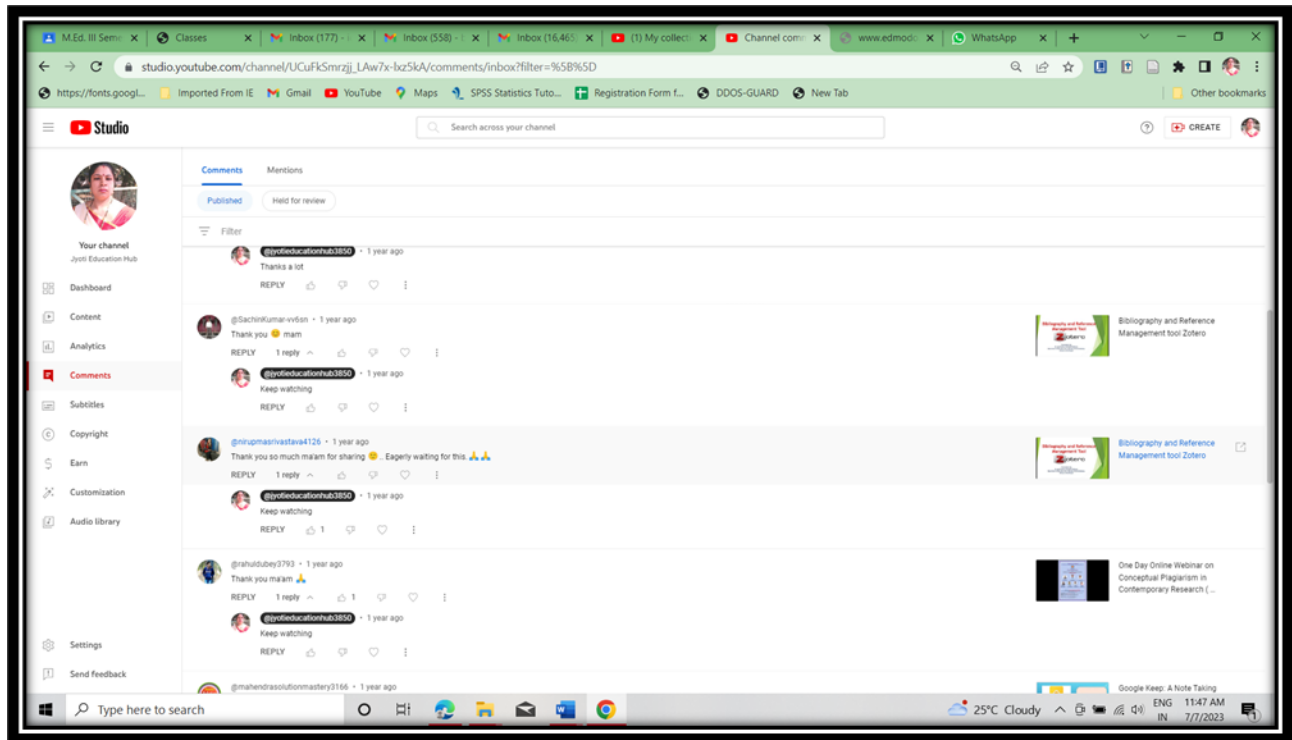 M.Ed. III Seme
Classes
Inbox (177) -
Inbox (558) -
Inbox (16,465
(1) My collect
Channel com
www.edmodo
WhatsApp
studio.youtube.com/channel/UCuFkSmrzjj_LAw7x-lxz5kA/comments/inbox?filter=%5B%5D
https://fonts.googl...
Imported From IE
Gmail
YouTube
Maps
SPSS Statistics Tuto...
Registration Form f...
DDOS-GUARD
New Tab
Other bookmarks
Studio
Search across your channel
CREATE
Your channel
Jyoti Education Hub
Dashboard
Content
Analytics
Comments
Subtitles
Copyright
Earn
Customization
Audio library
Settings
Send feedback
Comments Mentions
Published Held for review
Filter
@jyotieducationhub3850 • 1 year ago
Thanks a lot
REPLY
@SachinKumar-vv6sn • 1 year ago
Thank you 😊 mam
REPLY 1 reply
@jyotieducationhub3850 • 1 year ago
Keep watching
REPLY
Bibliography and Reference
Management tool Zotero
@nirupmasrivastava4126 • 1 year ago
Thank you so much ma'am for sharing 😊 .. Eagerly waiting for this. 🙏🙏
REPLY 1 reply
@jyotieducationhub3850 • 1 year ago
Keep watching
REPLY 1
Bibliography and Reference
Management tool Zotero
@rahuldubey3793 • 1 year ago
Thank you ma'am 🙏
REPLY 1 reply 1
@jyotieducationhub3850 • 1 year ago
Keep watching
REPLY
One Day Online Webinar on
Conceptual Plagiarism in
Contemporary Research (...
@mahendrasolutionmastery3166 • 1 year ago
Google Keep: A Note Taking
Type here to search
25°C Cloudy
ENG
IN
11:47 AM
7/7/2023